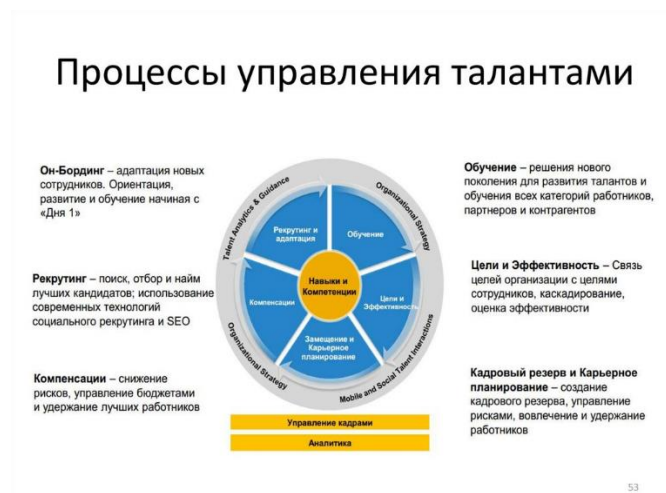 Процессы управления талантами
Он-Бординг – адаптация новых
сотрудников. Ориентация,
развитие и обучение начиная с
«Дня 1»
Рекрутинг – поиск, отбор и найм
лучших кандидатов; использование
современных технологий
социального рекрутинга и SEO
Компенсации – снижение
рисков, управление бюджетами
и удержание лучших работников
Talent Analytics & Guidance
Organizational Strategy
Рекрутинг и
адаптация
Обучение
Навыки и
Компетенции
Компенсации
Цели и
Эффективность
Замещение и
Карьерное
планирование
Organizational Strategy
Mobile and Social Talent Interactions
Управление кадрами
Аналитика
Обучение – решения нового
поколения для развития талантов и
обучения всех категорий работников,
партнеров и контрагентов
Цели и Эффективность – Связь
целей организации с целями
сотрудников, каскадирование,
оценка эффективности
Кадровый резерв и Карьерное
планирование – создание
кадрового резерва, управление
рисками, вовлечение и удержание
работников
53